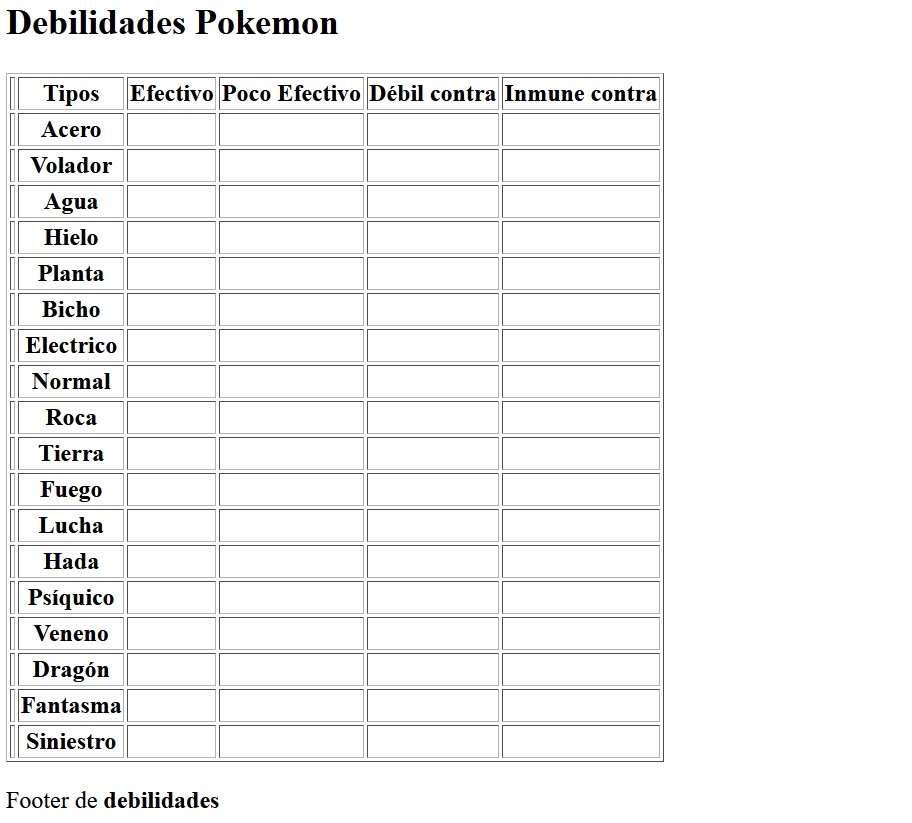 Debilidades Pokemon
Tipos Efectivo Poco Efectivo Débil contra Inmune contra
Acero
Volador
Agua
Hielo
Planta
Bicho
Electrico
Normal
Roca
Tierra
Fuego
Lucha
Hada
Psíquico
Veneno
Dragón
Fantasma
Siniestro
Footer de debilidades